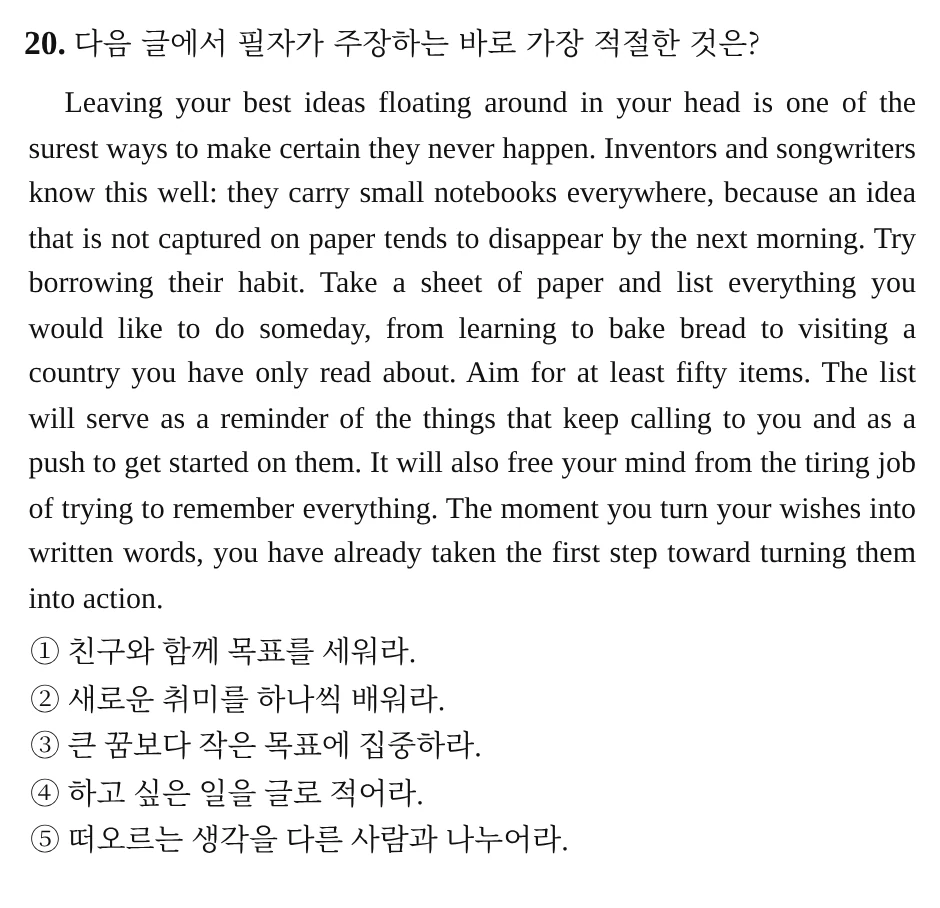 20. 다음 글에서 필자가 주장하는 바로 가장 적절한 것은?
Leaving your best ideas floating around in your head is one of the
surest ways to make certain they never happen. Inventors and songwriters
know this well: they carry small notebooks everywhere, because an idea
that is not captured on paper tends to disappear by the next morning. Try
borrowing their habit. Take a sheet of paper and list everything you
would like to do someday, from learning to bake bread to visiting a
country you have only read about. Aim for at least fifty items. The list
will serve as a reminder of the things that keep calling to you and as a
push to get started on them. It will also free your mind from the tiring job
of trying to remember everything. The moment you turn your wishes into
written words, you have already taken the first step toward turning them
into action.
① 친구와 함께 목표를 세워라.
② 새로운 취미를 하나씩 배워라.
③ 큰 꿈보다 작은 목표에 집중하라.
④ 하고 싶은 일을 글로 적어라.
⑤ 떠오르는 생각을 다른 사람과 나누어라.